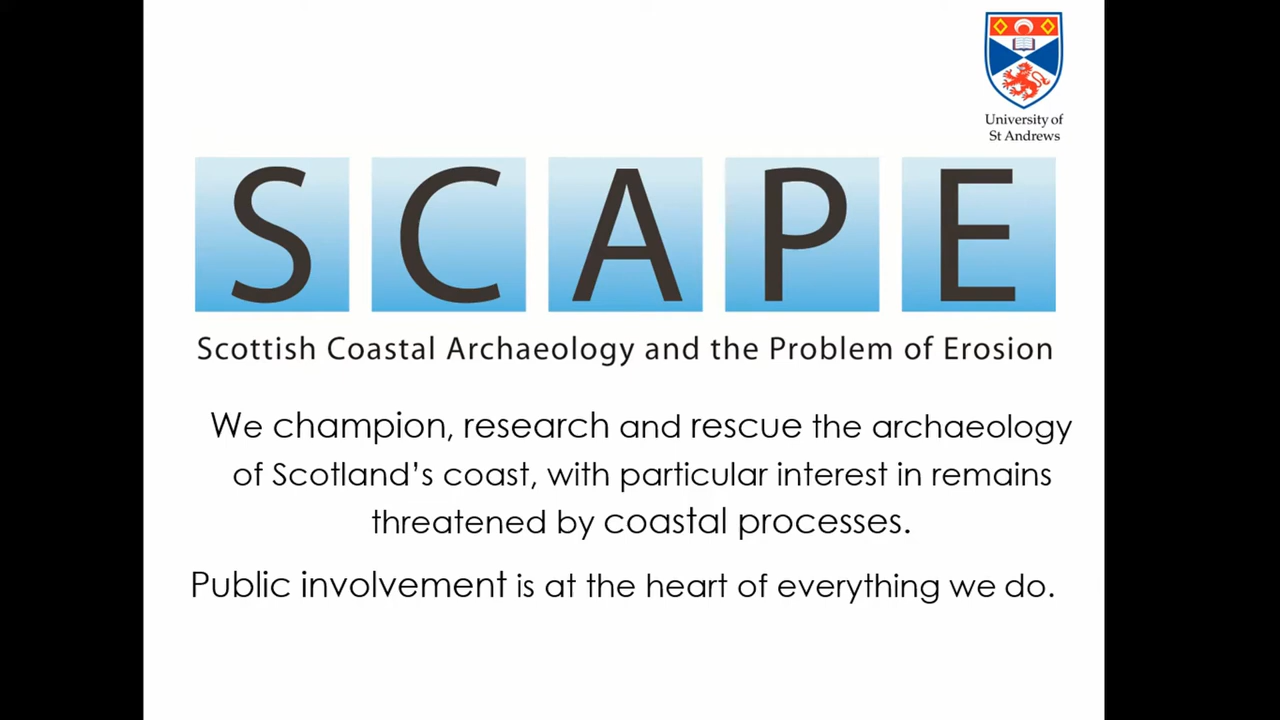 University of
St Andrews
SCAPE
Scottish Coastal Archaeology and the Problem of Erosion
We champion, research and rescue the archaeology
of Scotland's coast, with particular interest in remains
threatened by coastal processes.
Public involvement is at the heart of everything we do.